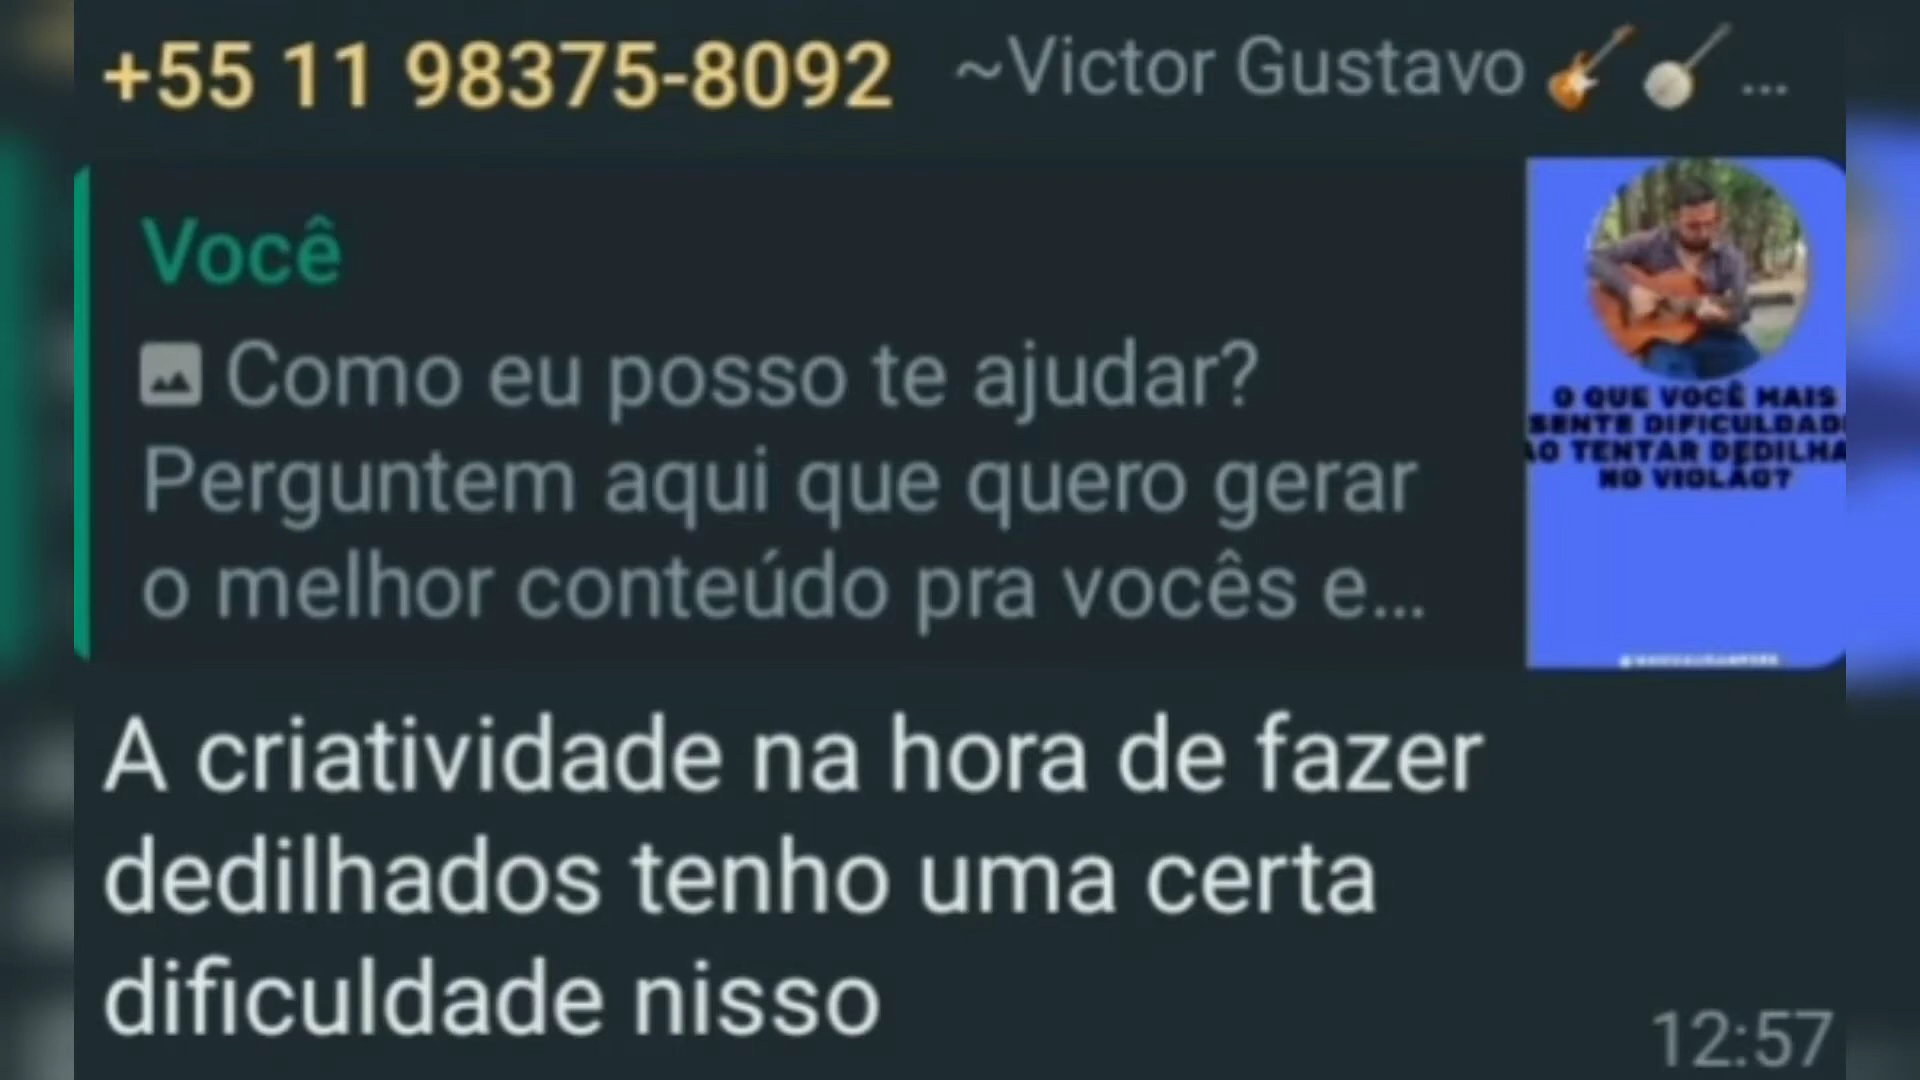 +55 11 98375-8092 ~Victor Gustavo 🎸🪕 ...
Você
Como eu posso te ajudar?
Perguntem aqui que quero gerar
o melhor conteúdo pra vocês e...
O QUE VOCÊ MAIS
SENTE DIFICULDAD
AO TENTAR DEDILHA
NO VIOLÃO?
A criatividade na hora de fazer
dedilhados tenho uma certa
dificuldade nisso
12:57